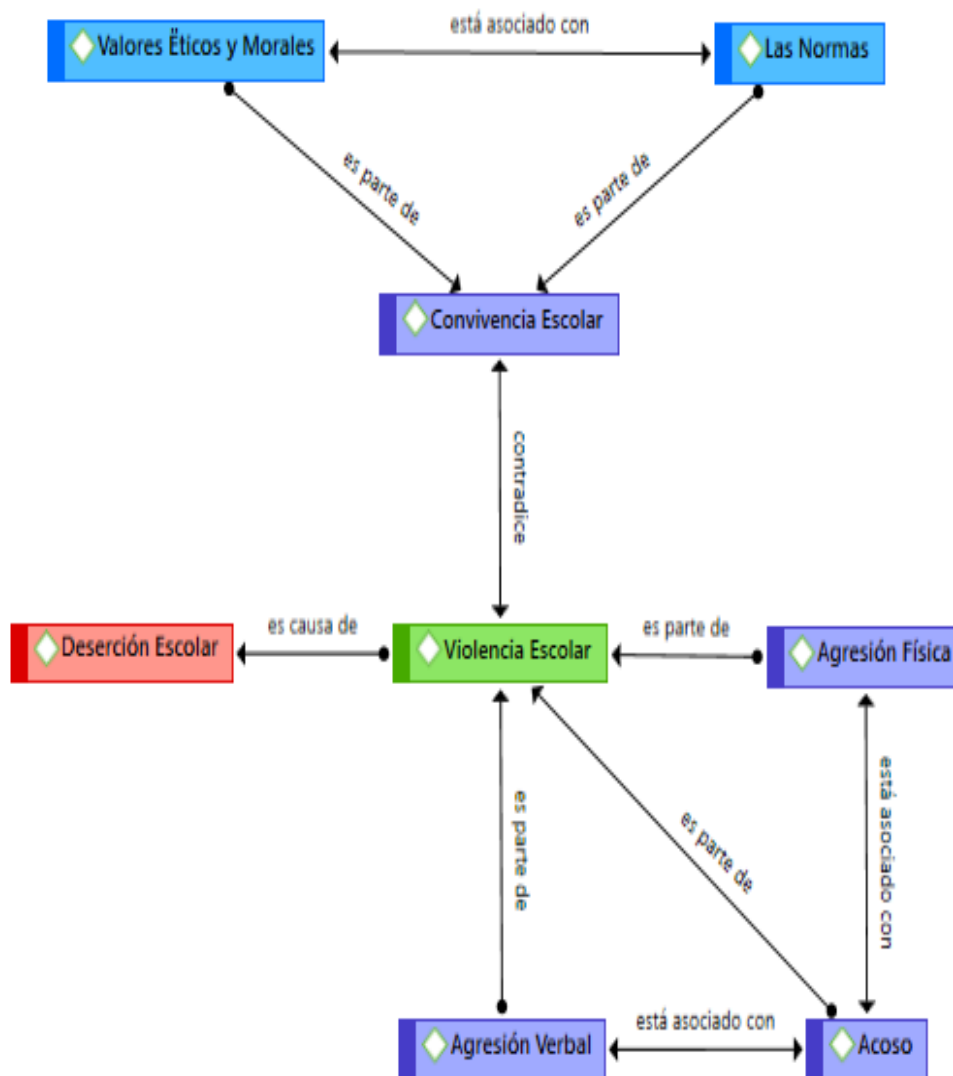 está asociado con
Valores Ëticos y Morales
Las Normas
es parte de
es parte de
Convivencia Escolar
contradice
Deserción Escolar
es causa de
Violencia Escolar
es parte de
Agresión Física
es parte de
es parte de
está asociado con
Agresión Verbal
está asociado con
Acoso